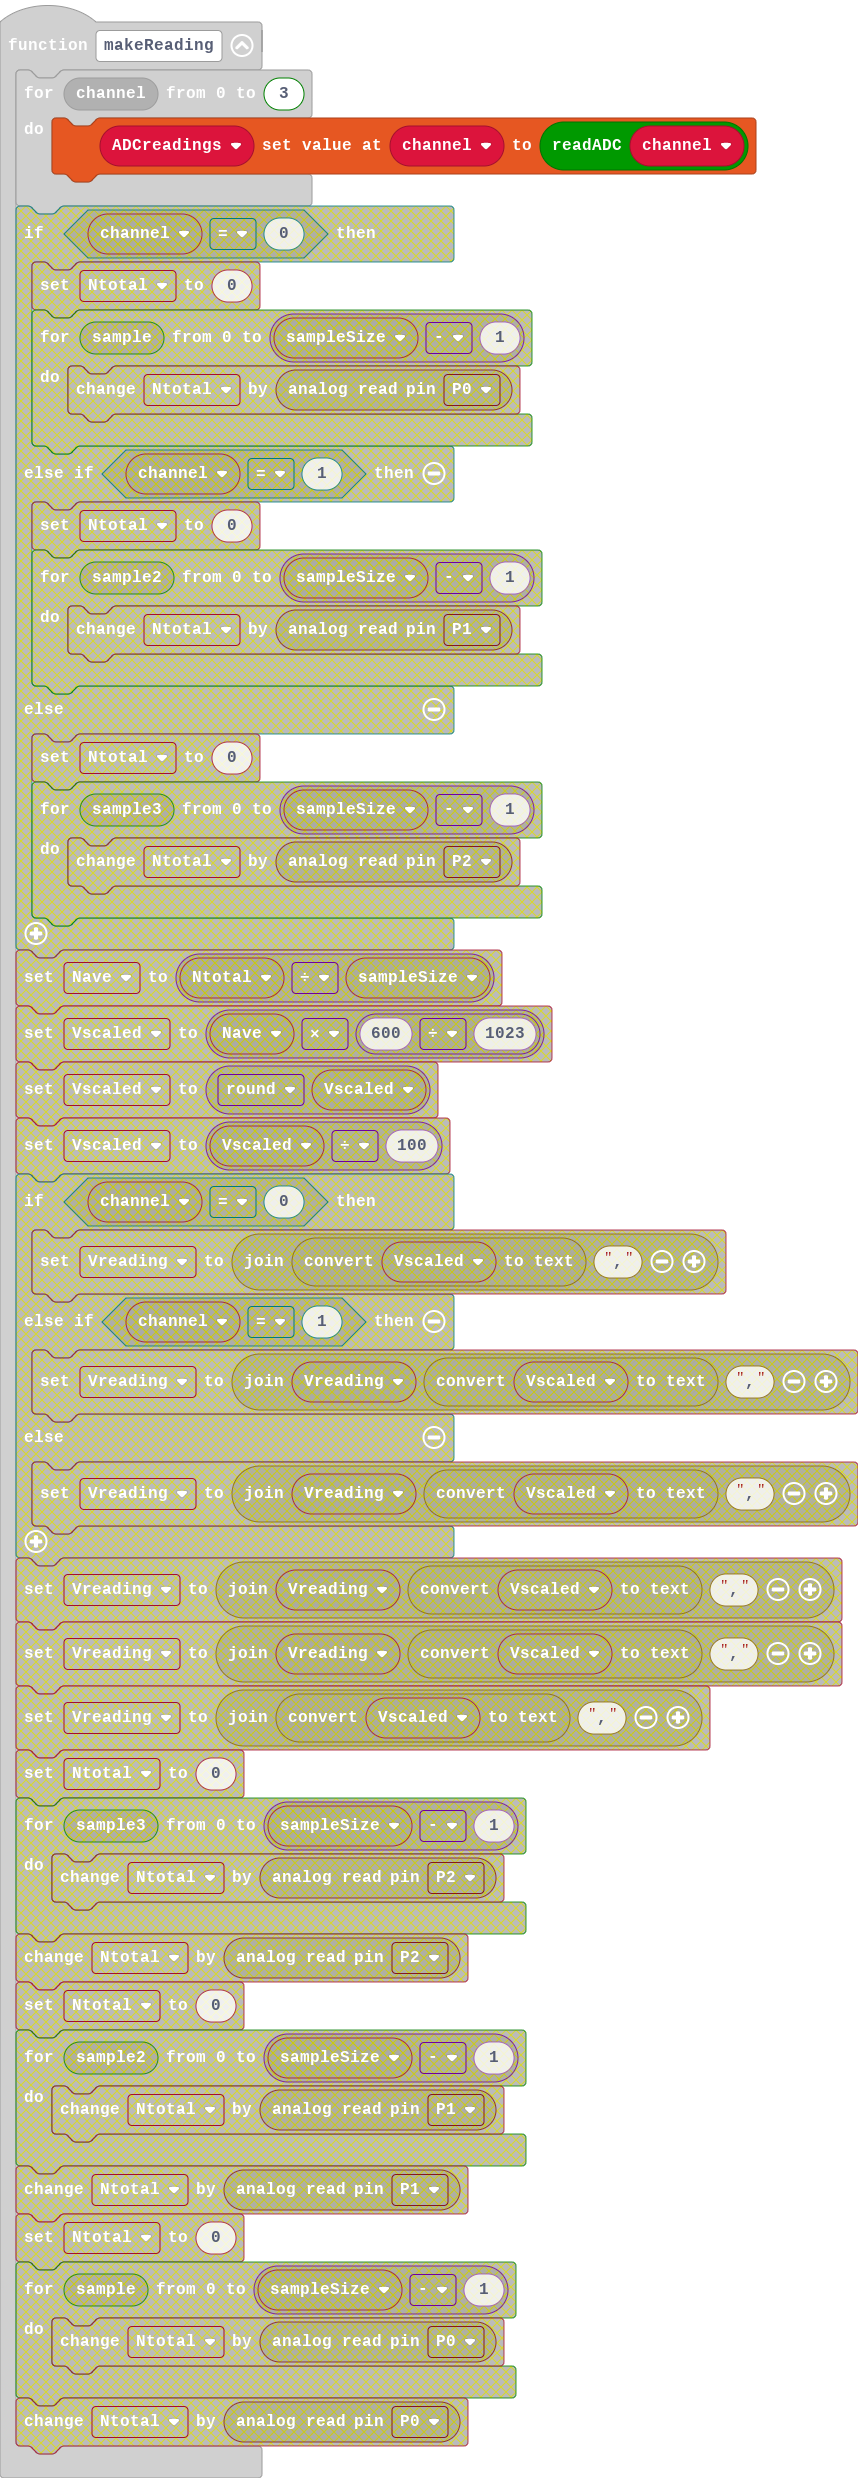 function makeReading
for channel from 0 to 3
do ADCreadings set value at channel to readADC channel
if channel = 0 then
set Ntotal to 0
for sample from 0 to sampleSize - 1
do change Ntotal by analog read pin P0
else if channel = 1 then
set Ntotal to 0
for sample2 from 0 to sampleSize - 1
do change Ntotal by analog read pin P1
else
set Ntotal to 0
for sample3 from 0 to sampleSize - 1
do change Ntotal by analog read pin P2
set Nave to Ntotal ÷ sampleSize
set Vscaled to Nave × 600 ÷ 1023
set Vscaled to round Vscaled
set Vscaled to Vscaled ÷ 100
if channel = 0 then
set Vreading to join convert Vscaled to text ","
else if channel = 1 then
set Vreading to join Vreading convert Vscaled to text ","
else
set Vreading to join Vreading convert Vscaled to text ","
set Vreading to join Vreading convert Vscaled to text ","
set Vreading to join Vreading convert Vscaled to text ","
set Vreading to join convert Vscaled to text ","
set Ntotal to 0
for sample3 from 0 to sampleSize - 1
do change Ntotal by analog read pin P2
change Ntotal by analog read pin P2
set Ntotal to 0
for sample2 from 0 to sampleSize - 1
do change Ntotal by analog read pin P1
change Ntotal by analog read pin P1
set Ntotal to 0
for sample from 0 to sampleSize - 1
do change Ntotal by analog read pin P0
change Ntotal by analog read pin P0